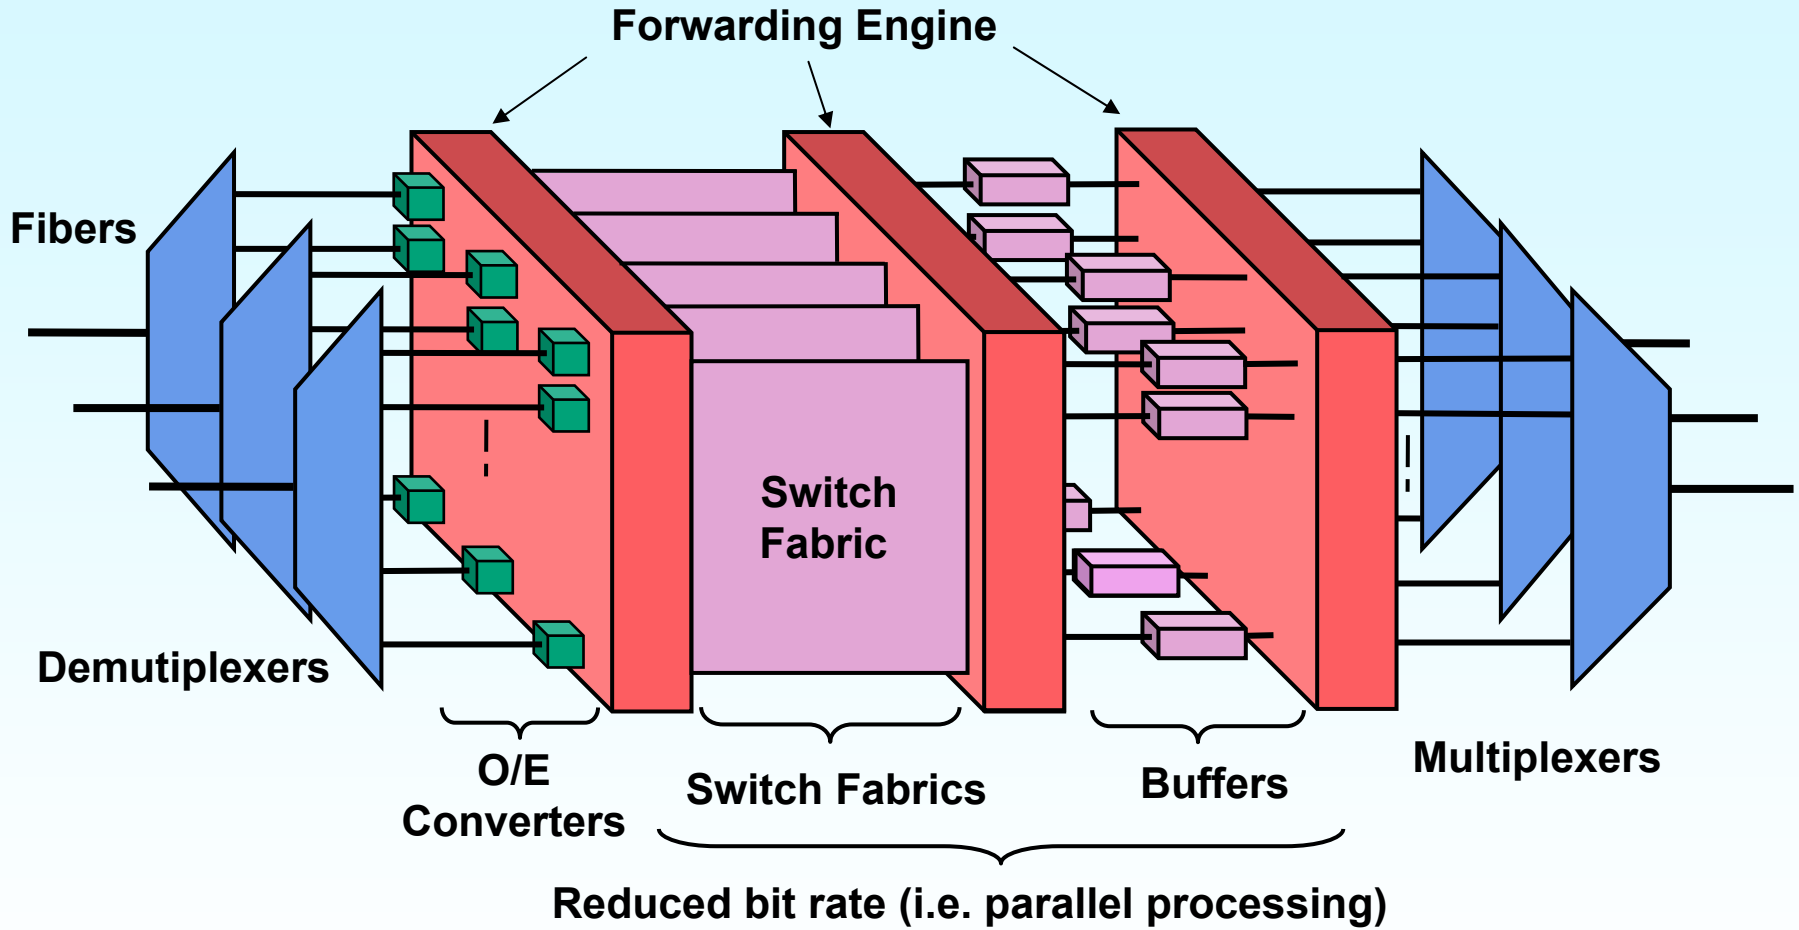 Forwarding Engine
Fibers
Switch
Fabric
Demutiplexers
O/E
Converters
Switch Fabrics
Buffers
Multiplexers
Reduced bit rate (i.e. parallel processing)